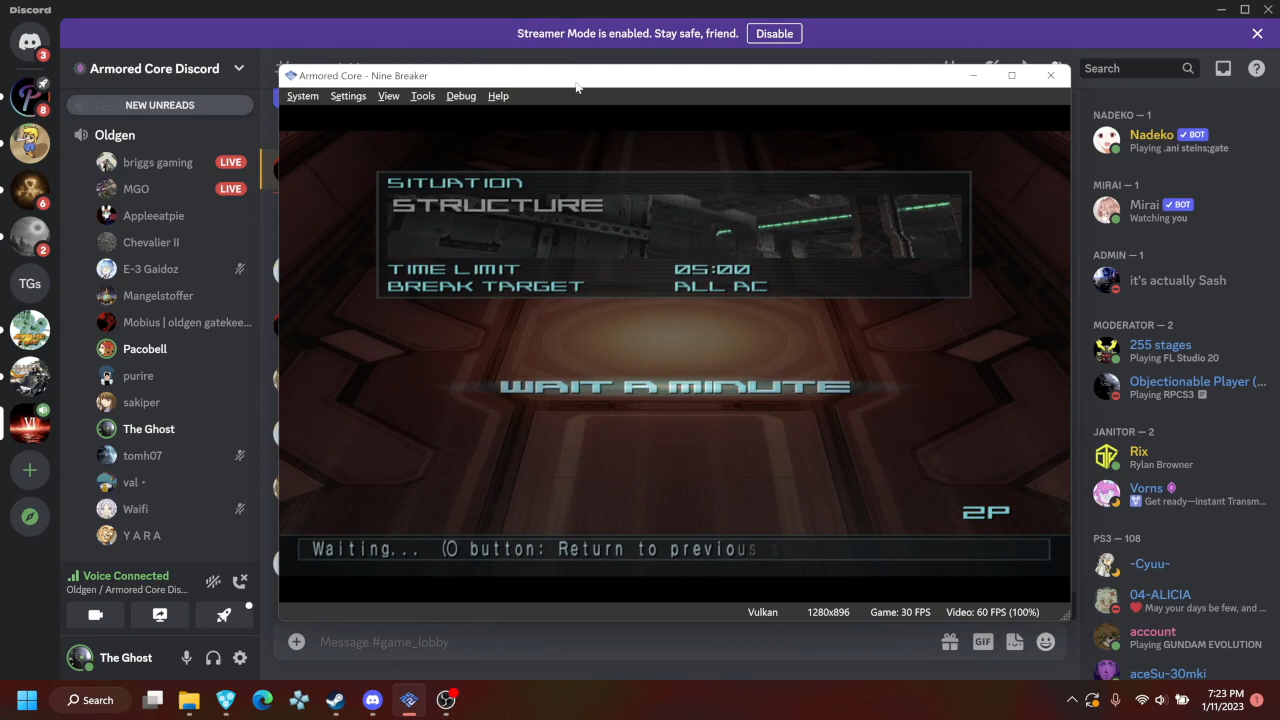 Discord
Streamer Mode is enabled. Stay safe, friend.
Disable
3
Armored Core Discord
NEW UNREADS
Oldgen
briggs gaming
LIVE
MGO
LIVE
Appleeatpie
Chevalier II
E-3 Gaidoz
Mangelstoffer
Mobius | oldgen gatekee...
Pacobell
purire
sakiper
The Ghost
tomh07
val
Waifi
Y A R A
8
6
2
TGs
VI
Voice Connected
Oldgen / Armored Core Dis...
The Ghost
Armored Core - Nine Breaker
System
Settings
View
Tools
Debug
Help
SITUATION
STRUCTURE
TIME LIMIT
05:00
BREAK TARGET
ALL AC
WAIT A MINUTE
2P
Waiting... (O button: Return to previous
Vulkan
1280x896
Game: 30 FPS
Video: 60 FPS (100%)
Message #game_lobby
GIF
Search
NADEKO — 1
Nadeko
BOT
Playing .ani steins;gate
MIRAI — 1
Mirai
BOT
Watching you
ADMIN — 1
it's actually Sash
MODERATOR — 2
255 stages
Playing FL Studio 20
Objectionable Player (...
Playing RPCS3
JANITOR — 2
Rix
Rylan Browner
Vorns
Get ready—Instant Transm...
PS3 — 108
-Cyuu-
04-ALICIA
May your days be few, and ...
account
Playing GUNDAM EVOLUTION
aceSu-30mki
Search
7:23 PM
1/11/2023
1